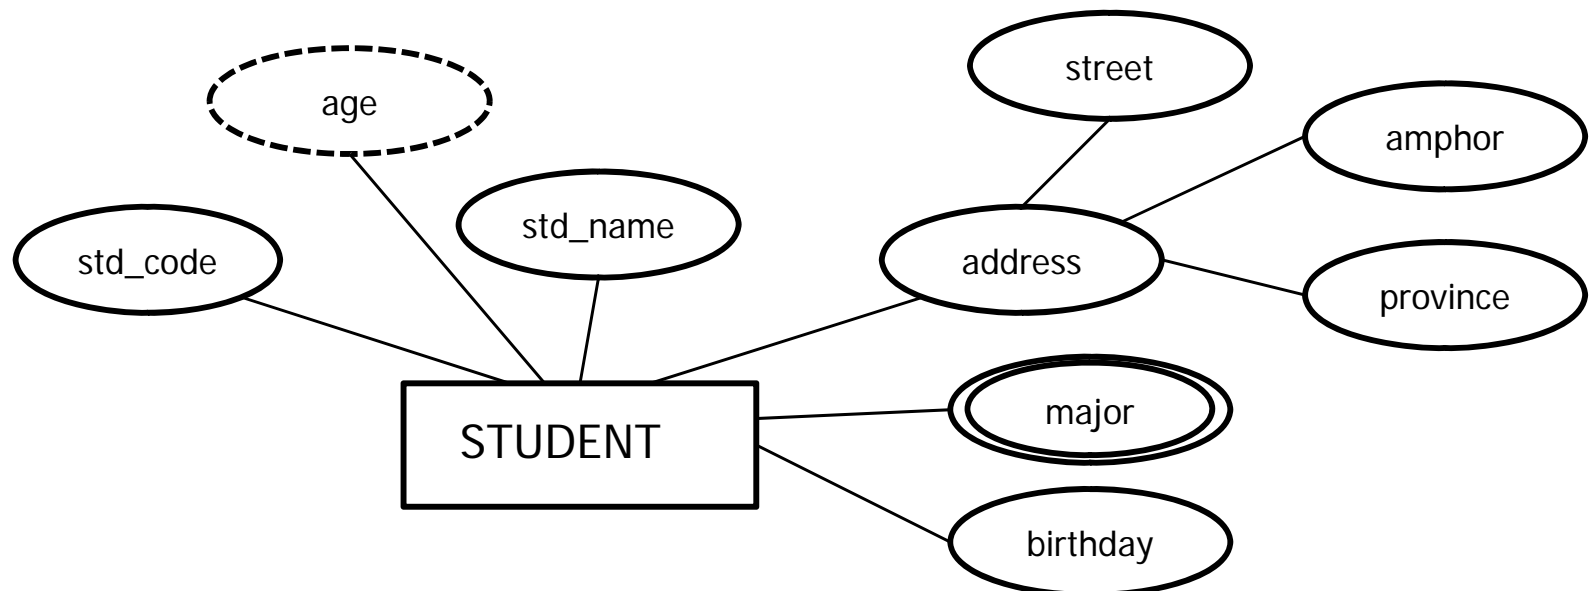 street
age
amphor
std_name
std_code
address
province
major
STUDENT
birthday